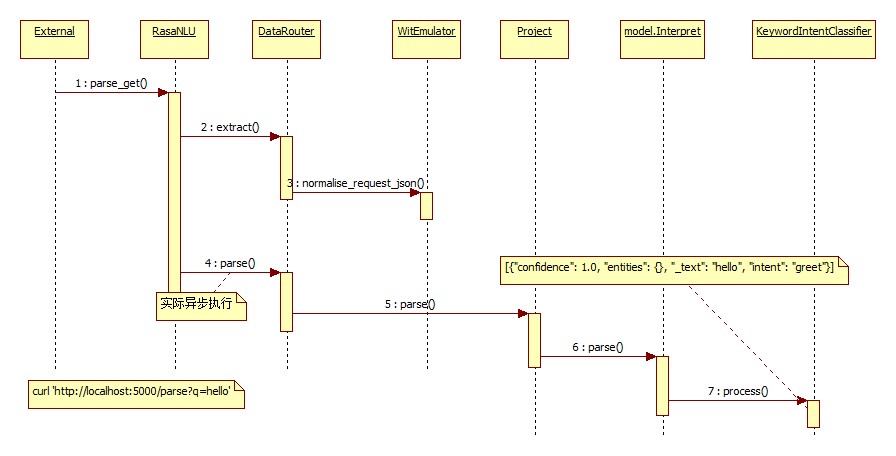 External
RasaNLU
DataRouter
WitEmulator
Project
model.Interpret
KeywordIntentClassifier
1 : parse_get()
2 : extract()
3 : normalise_request_json()
[{"confidence": 1.0, "entities": {}, "_text": "hello", "intent": "greet"}]
4 : parse()
实际异步执行
5 : parse()
6 : parse()
curl 'http://localhost:5000/parse?q=hello'
7 : process()